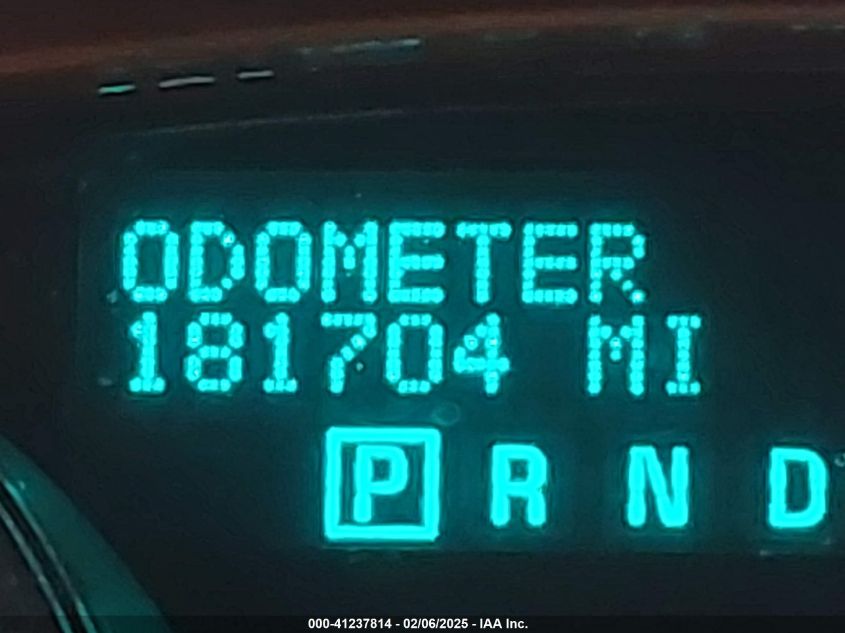 ODOMETER
181704 MI
P R N D
000-41237814 - 02/06/2025 - IAA Inc.